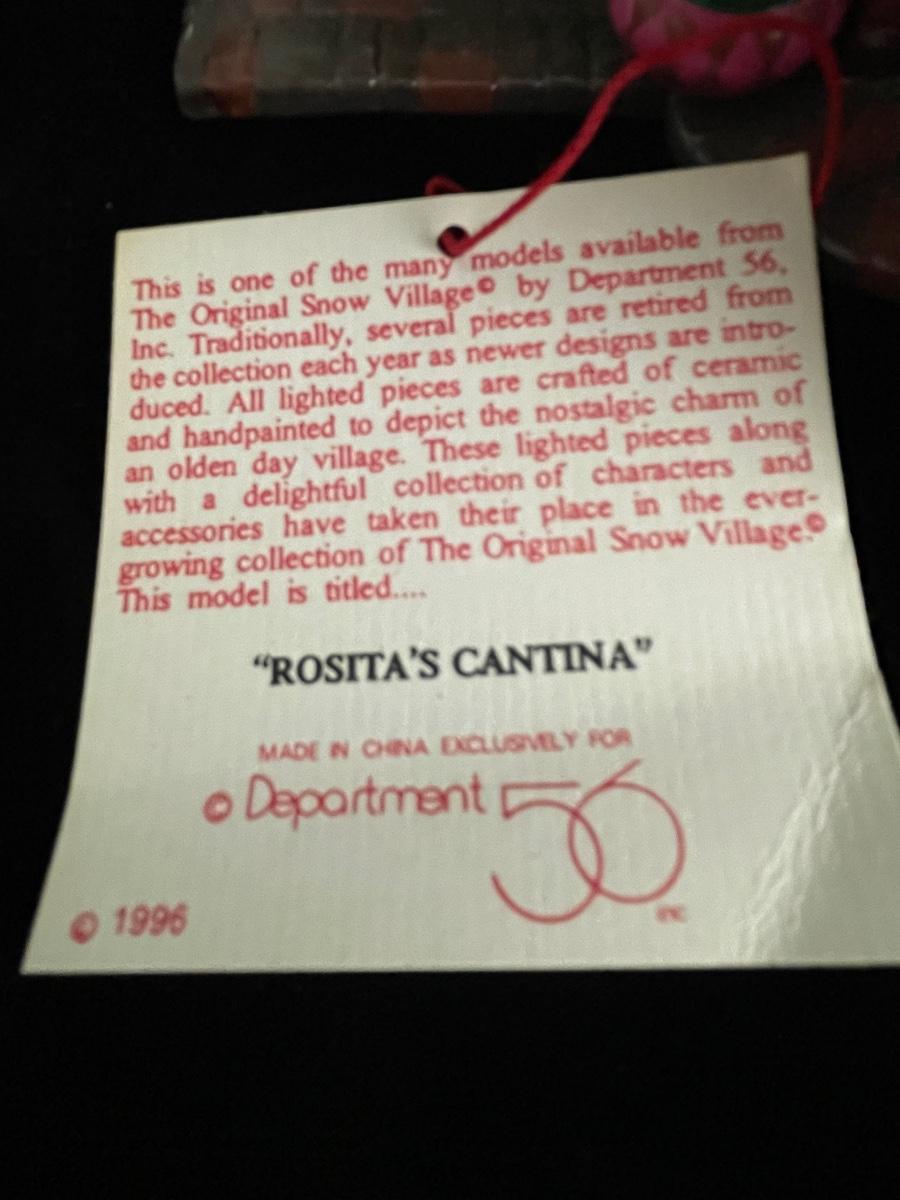 This is one of the many models available from
The Original Snow Village© by Department 56,
Inc. Traditionally, several pieces are retired from
the collection each year as newer designs are intro-
duced. All lighted pieces are crafted of ceramic
and handpainted to depict the nostalgic charm of
an olden day village. These lighted pieces along
with a delightful collection of characters and
accessories have taken their place in the ever-
growing collection of The Original Snow Village.©
This model is titled....
“ROSITA’S CANTINA”
MADE IN CHINA EXCLUSIVELY FOR
© Department 56
INC
© 1996